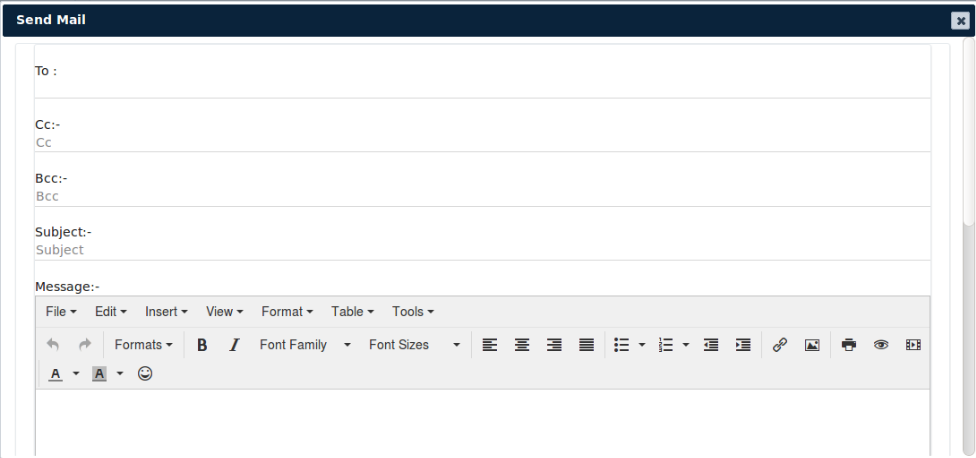 Send Mail
To :
Cc:-
Cc
Bcc:-
Bcc
Subject:-
Subject
Message:-
File Edit Insert View Format Table Tools
Formats B I Font Family Font Sizes
A A